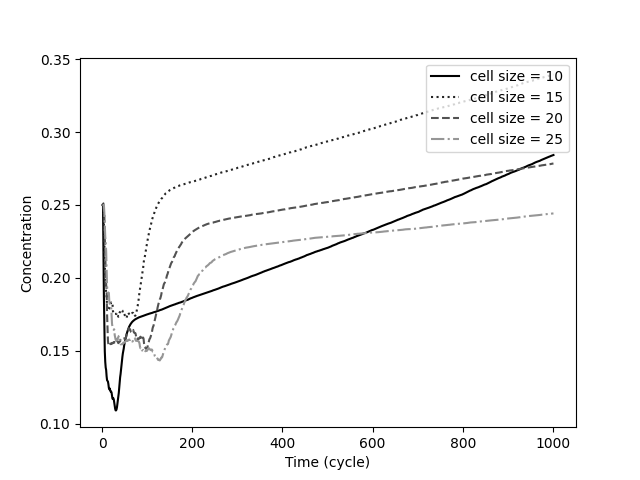 0.35
0.30
0.25
0.20
0.15
0.10
Concentration
0
200
400
600
800
1000
Time (cycle)
cell size = 10
cell size = 15
cell size = 20
cell size = 25